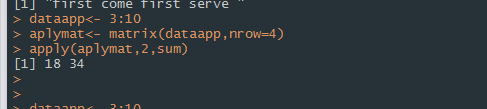 [1] "first come first serve "
> dataapp<- 3:10
> aplymat<- matrix(dataapp,nrow=4)
> apply(aplymat,2,sum)
[1] 18 34
>
>
> dataapp<- 3:10